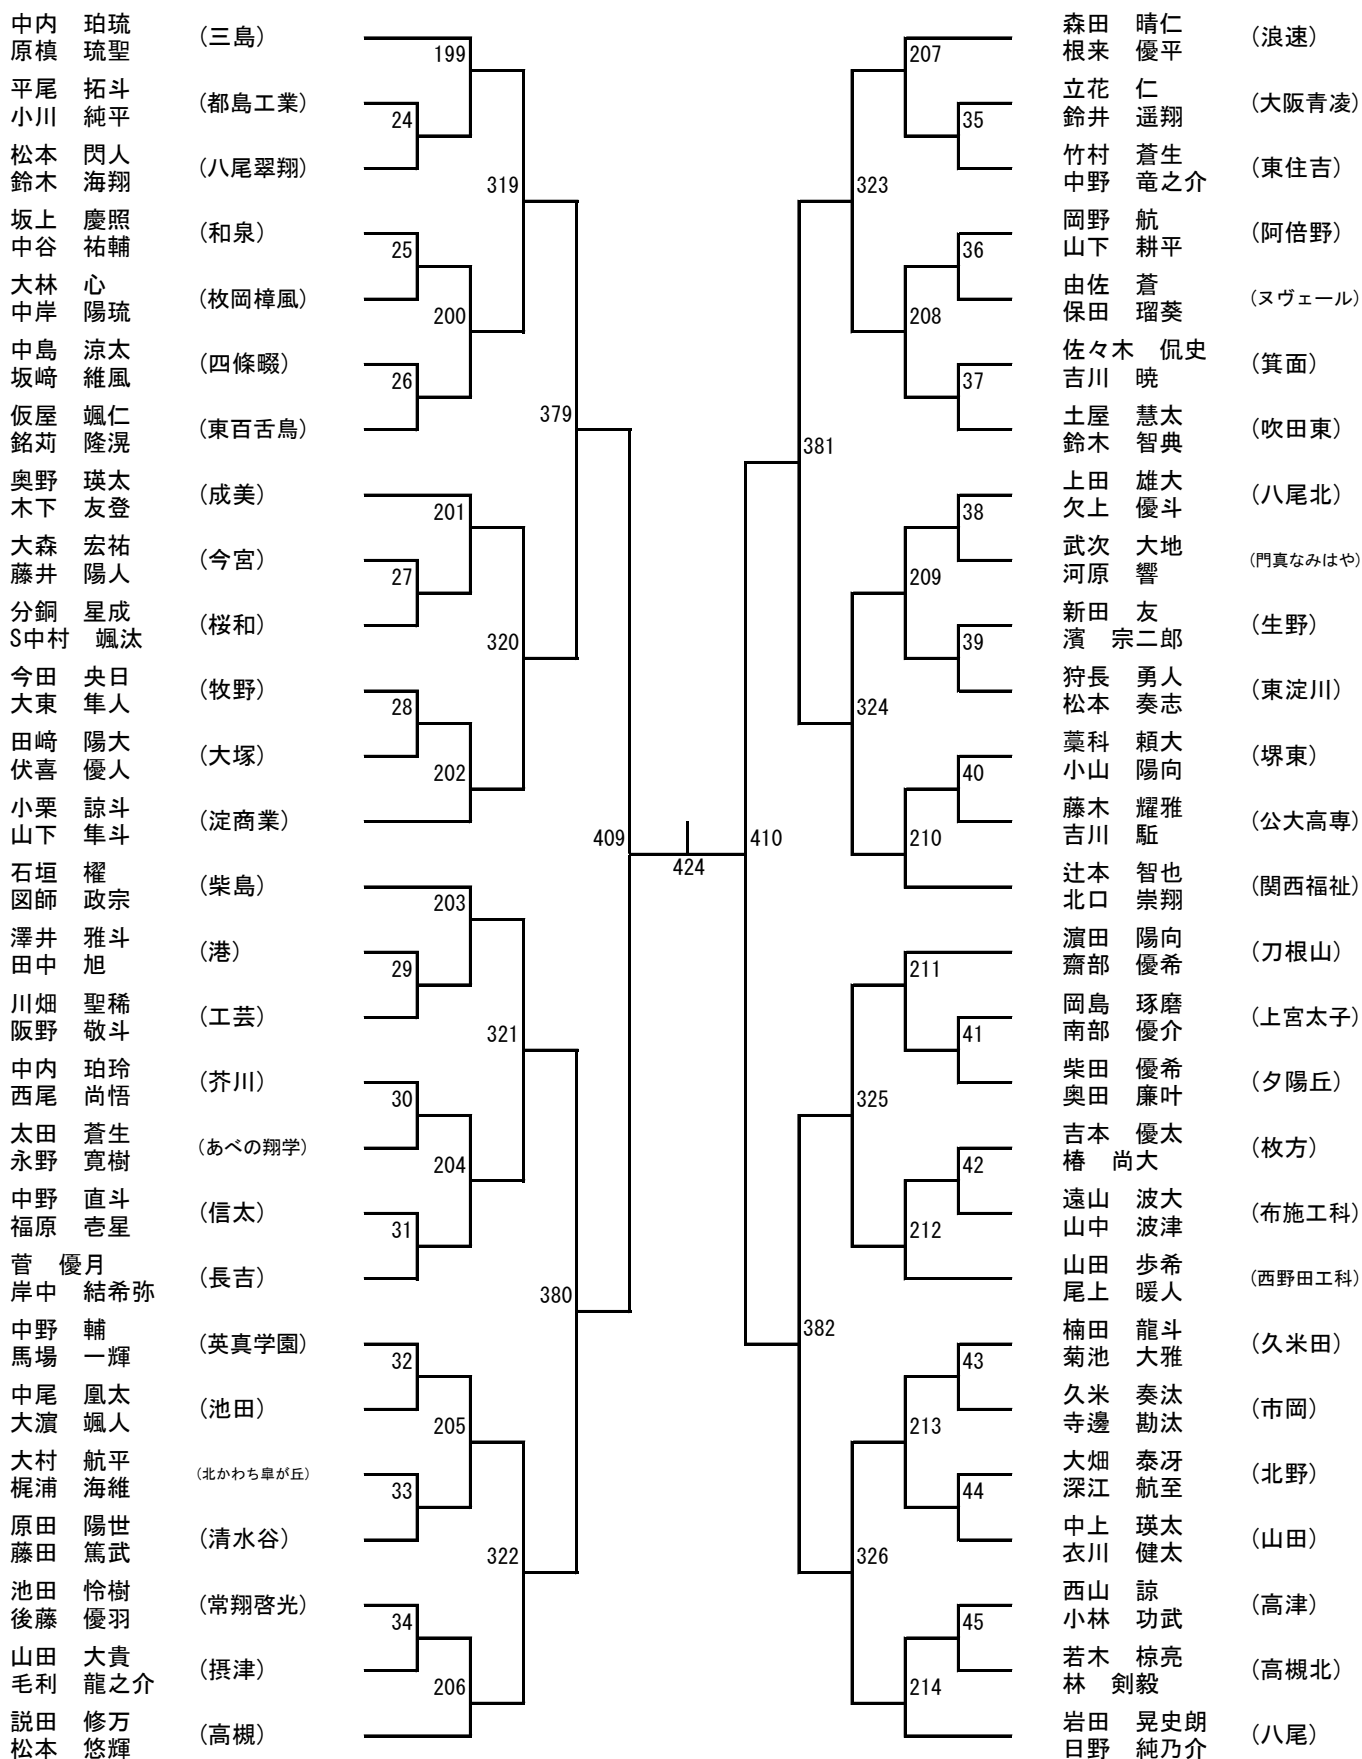 中内　珀琉
原槙　琉聖
(三島)
199
平尾　拓斗
小川　純平
(都島工業)
24
松本　閃人
鈴木　海翔
(八尾翠翔)
319
坂上　慶照
中谷　祐輔
(和泉)
25
大林　心
中岸　陽琉
(枚岡樟風)
200
中島　涼太
坂﨑　維風
(四條畷)
26
仮屋　颯仁
銘苅　隆滉
(東百舌鳥)
379
奥野　瑛太
木下　友登
(成美)
201
大森　宏祐
藤井　陽人
(今宮)
27
分銅　星成
S中村　颯汰
(桜和)
320
今田　央日
大東　隼人
(牧野)
28
田﨑　陽大
伏喜　優人
(大塚)
202
小栗　諒斗
山下　隼斗
(淀商業)
409
石垣　櫂
図師　政宗
(柴島)
203
澤井　雅斗
田中　旭
(港)
29
川畑　聖稀
阪野　敬斗
(工芸)
321
中内　珀玲
西尾　尚悟
(芥川)
30
太田　蒼生
永野　寛樹
(あべの翔学)
204
中野　直斗
福原　壱星
(信太)
31
菅　優月
岸中　結希弥
(長吉)
380
中野　輔
馬場　一輝
(英真学園)
32
中尾　凰太
大濵　颯人
(池田)
205
大村　航平
梶浦　海維
(北かわち皐が丘)
33
原田　陽世
藤田　篤武
(清水谷)
322
池田　怜樹
後藤　優羽
(常翔啓光)
34
山田　大貴
毛利　龍之介
(摂津)
206
説田　修万
松本　悠輝
(高槻)
424
森田　晴仁
根来　優平
(浪速)
207
立花　仁
鈴井　遥翔
(大阪青凌)
35
竹村　蒼生
中野　竜之介
(東住吉)
323
岡野　航
山下　耕平
(阿倍野)
36
由佐　蒼
保田　瑠葵
(ヌヴェール)
208
佐々木　侃史
吉川　暁
(箕面)
37
土屋　慧太
鈴木　智典
(吹田東)
381
上田　雄大
欠上　優斗
(八尾北)
38
武次　大地
河原　響
(門真なみはや)
209
新田　友
濱　宗二郎
(生野)
39
狩長　勇人
松本　奏志
(東淀川)
324
藁科　頼大
小山　陽向
(堺東)
40
藤木　耀雅
吉川　駈
(公大高専)
210
410
辻本　智也
北口　崇翔
(関西福祉)
濵田　陽向
齋部　優希
(刀根山)
211
岡島　琢磨
南部　優介
(上宮太子)
41
柴田　優希
奥田　廉叶
(夕陽丘)
325
吉本　優太
椿　尚大
(枚方)
42
遠山　波大
山中　波津
(布施工科)
212
山田　歩希
尾上　暖人
(西野田工科)
382
楠田　龍斗
菊池　大雅
(久米田)
43
久米　奏汰
寺邊　勘汰
(市岡)
213
大畑　泰冴
深江　航至
(北野)
44
中上　瑛太
衣川　健太
(山田)
326
西山　諒
小林　功武
(高津)
45
若木　椋亮
林　剣毅
(高槻北)
214
岩田　晃史朗
日野　純乃介
(八尾)